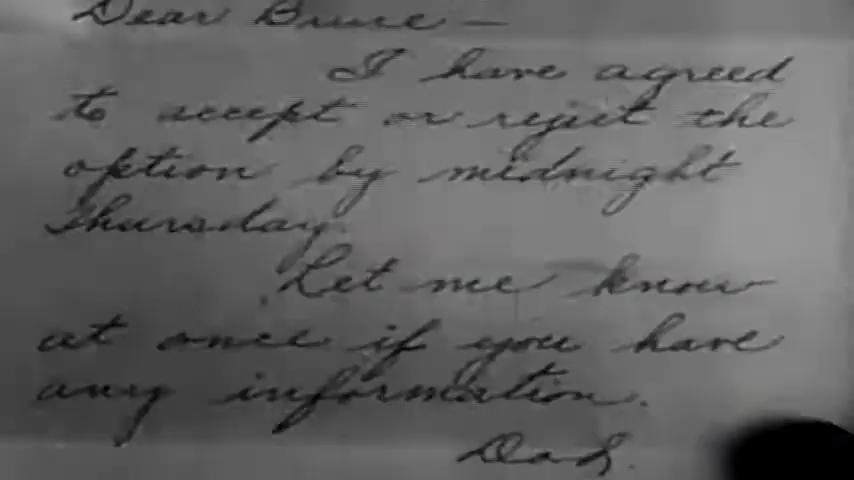 Dear Bruce —
I have agreed
to accept or reject the
option by midnight
Thursday.
Let me know
at once if you have
any information.
Dad.